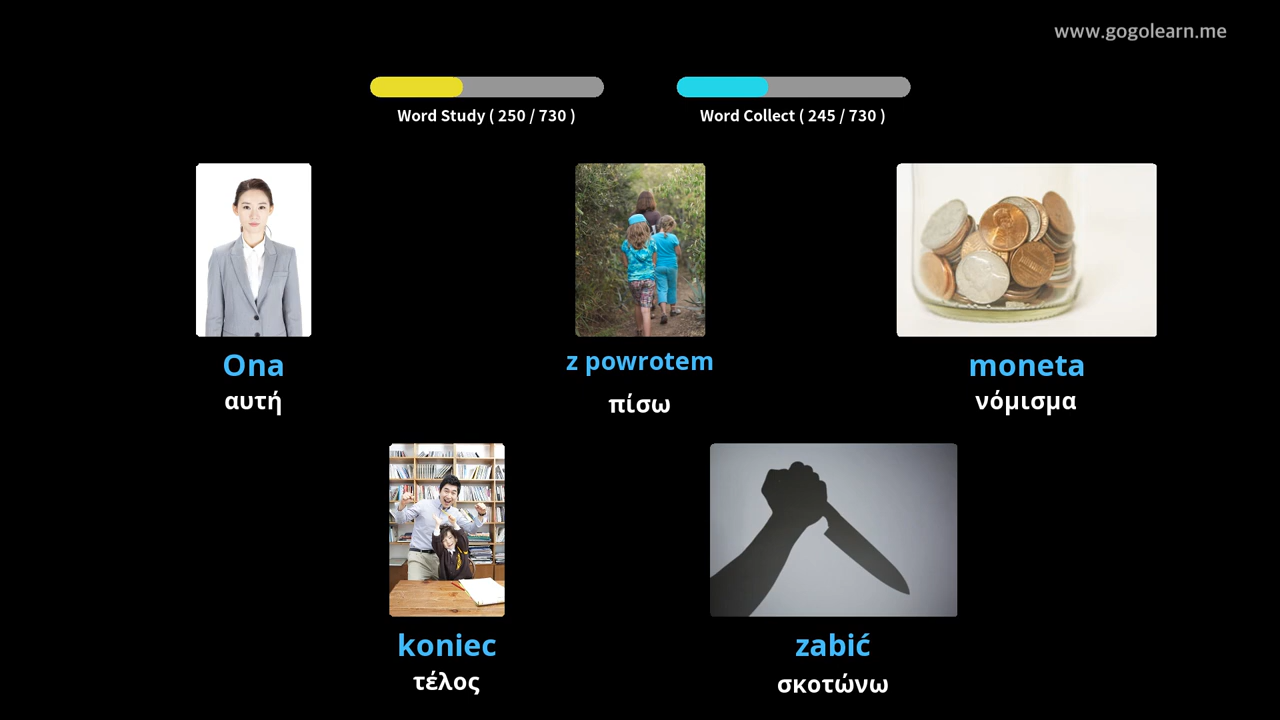 www.gogolearn.me
Word Study ( 250 / 730 )
Word Collect ( 245 / 730 )
Ona
αυτή
z powrotem
πίσω
moneta
νόμισμα
koniec
τέλος
zabić
σκοτώνω